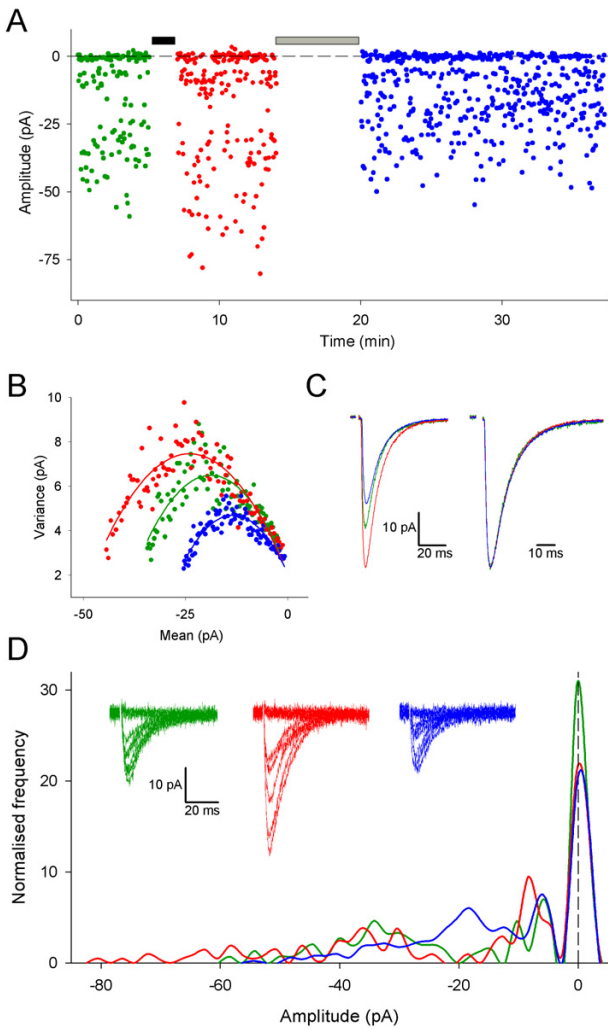 A
0
-25
-50
-75
Amplitude (pA)
0 10 20 30
Time (min)
B
10
8
6
4
2
Variance (pA)
-50 -25 0
Mean (pA)
C
10 pA
20 ms
10 ms
D
30
20
10
0
Normalised frequency
10 pA
20 ms
-80 -60 -40 -20 0
Amplitude (pA)